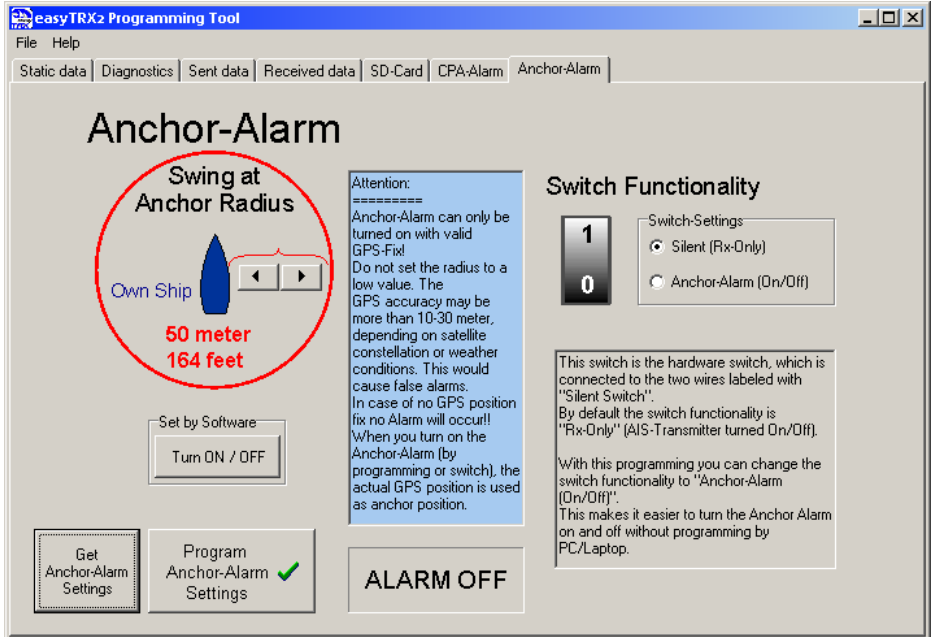 easyTRX2 Programming Tool
File Help
Static data Diagnostics Sent data Received data SD-Card CPA-Alarm Anchor-Alarm
Anchor-Alarm
Swing at
Anchor Radius
Own Ship
50 meter
164 feet
Set by Software
Turn ON / OFF
Get
Anchor-Alarm
Settings
Program
Anchor-Alarm
Settings
Attention:
=========
Anchor-Alarm can only be
turned on with valid
GPS-Fix!
Do not set the radius to a
low value. The
GPS accuracy may be
more than 10-30 meter,
depending on satellite
constellation or weather
conditions. This would
cause false alarms.
In case of no GPS position
fix no Alarm will occur!!
When you turn on the
Anchor-Alarm (by
programming or switch), the
actual GPS position is used
as anchor position.
ALARM OFF
Switch Functionality
1
0
Switch-Settings
Silent (Rx-Only)
Anchor-Alarm (On/Off)
This switch is the hardware switch, which is
connected to the two wires labeled with
"Silent Switch".
By default the switch functionality is
"Rx-Only" (AIS-Transmitter turned On/Off).
With this programming you can change the
switch functionality to "Anchor-Alarm
(On/Off)".
This makes it easier to turn the Anchor Alarm
on and off without programming by
PC/Laptop.